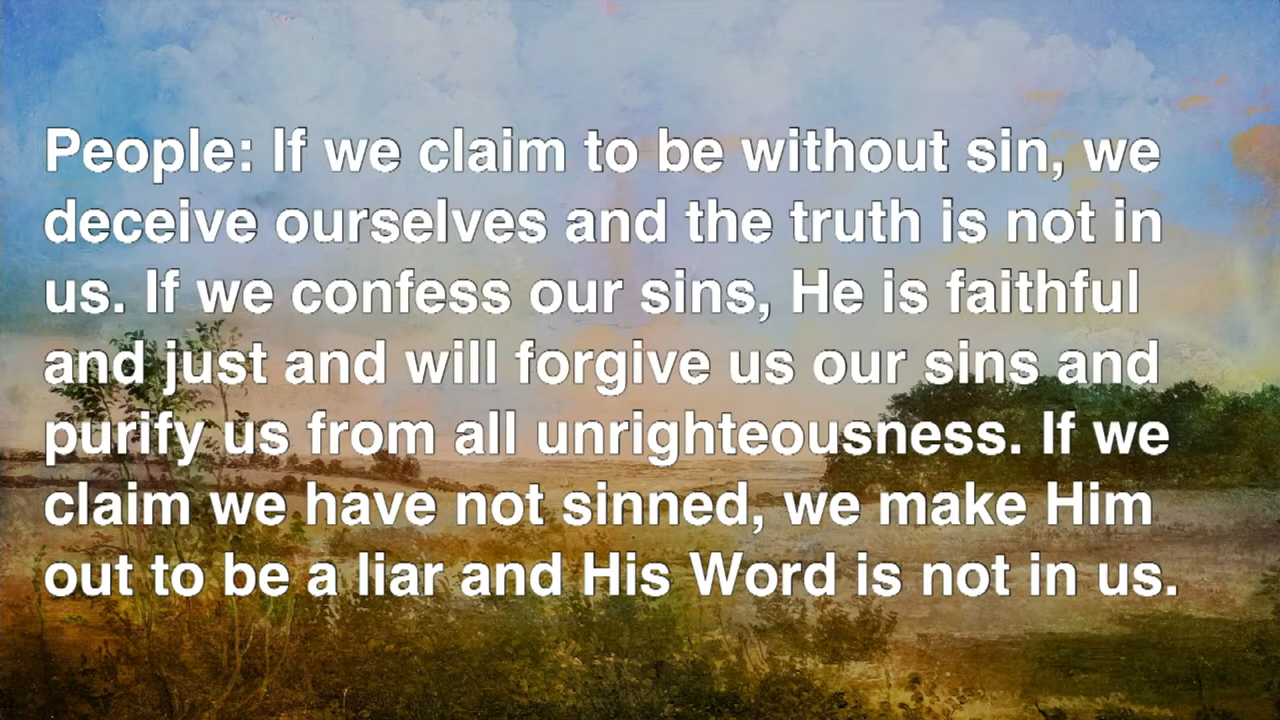 People: If we claim to be without sin, we
deceive ourselves and the truth is not in
us. If we confess our sins, He is faithful
and just and will forgive us our sins and
purify us from all unrighteousness. If we
claim we have not sinned, we make Him
out to be a liar and His Word is not in us.